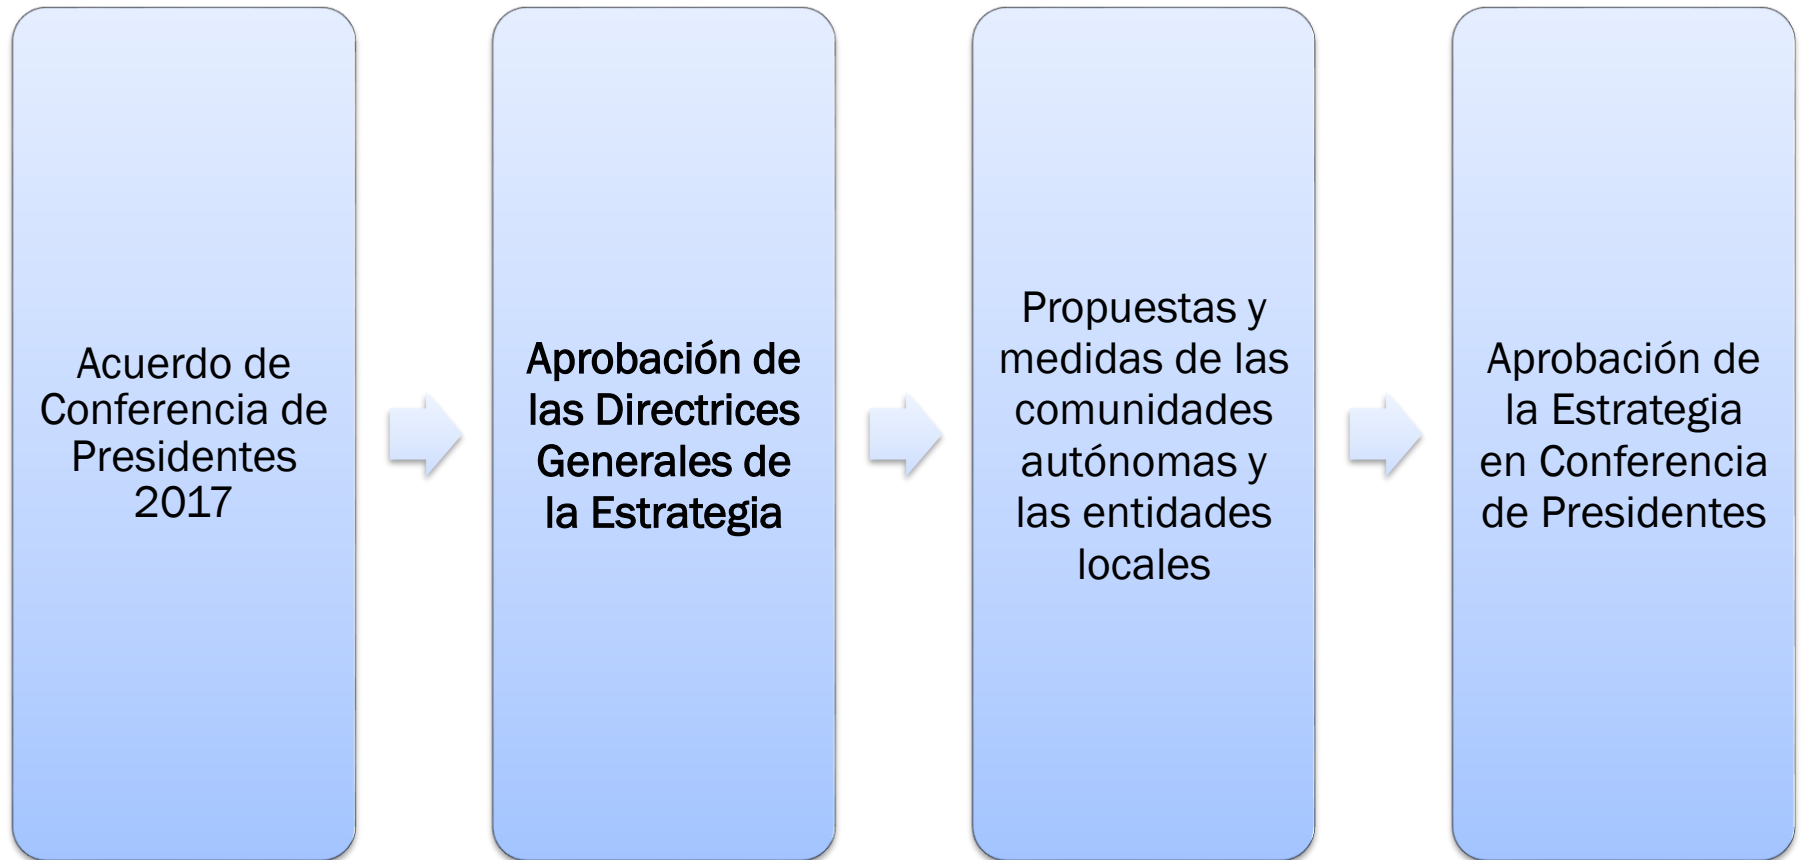 Acuerdo de
Conferencia de
Presidentes
2017
Aprobación de
las Directrices
Generales de
la Estrategia
Propuestas y
medidas de las
comunidades
autónomas y
las entidades
locales
Aprobación de
la Estrategia
en Conferencia
de Presidentes